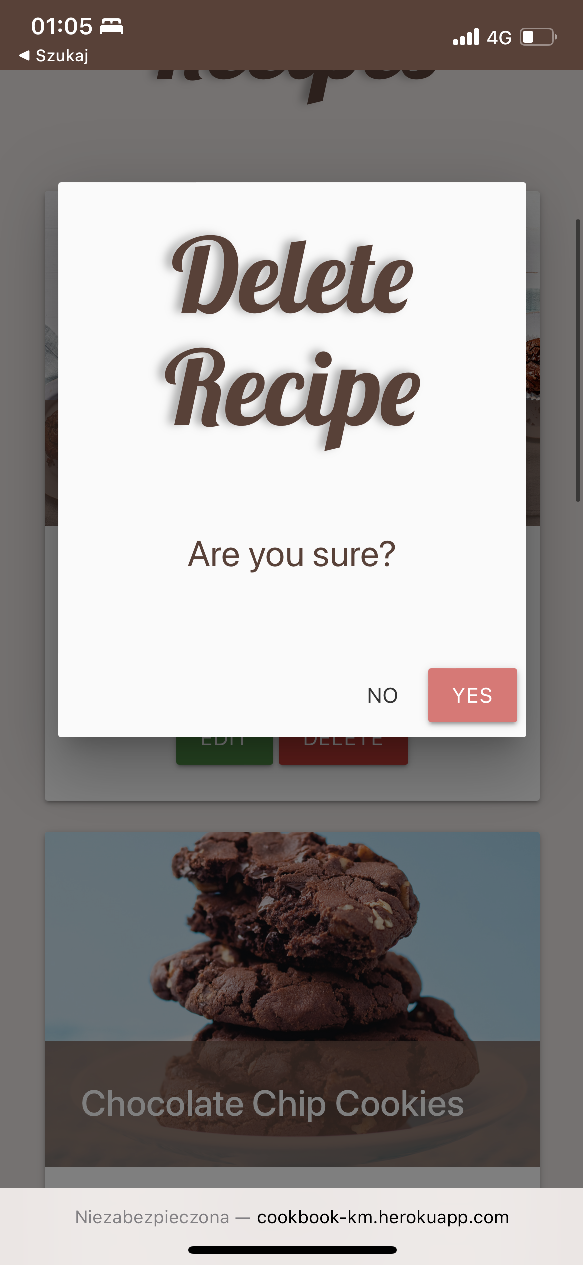 01:05
4G
◀ Szukaj
Recipes
Delete
Recipe
Are you sure?
NO YES
EDIT DELETE
Chocolate Chip Cookies
Niezabezpieczona — cookbook-km.herokuapp.com